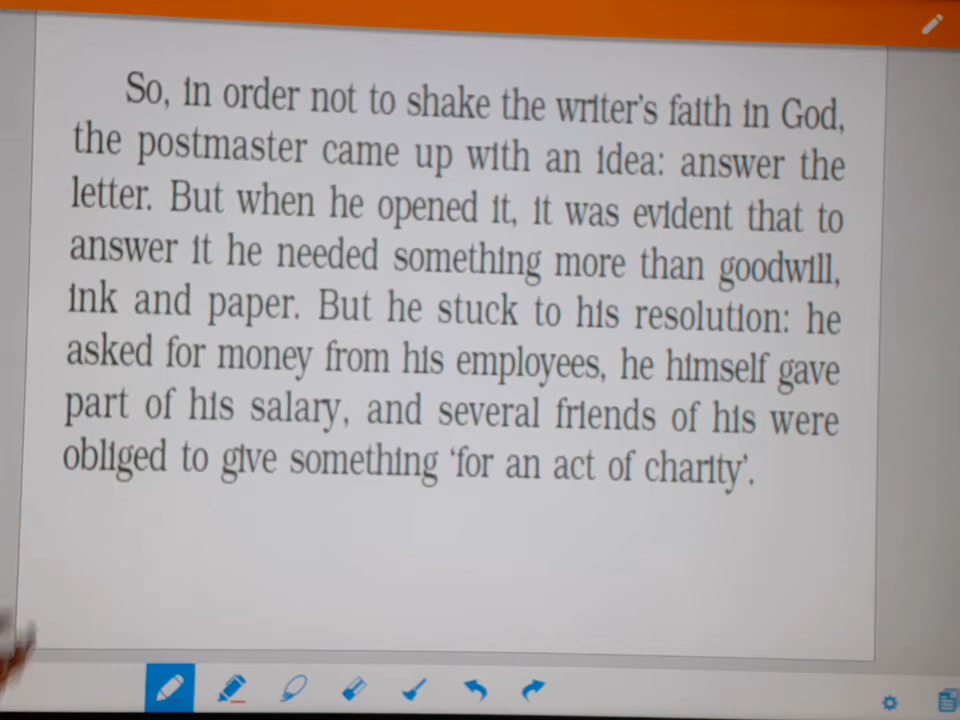 So, in order not to shake the writer's faith in God,
the postmaster came up with an idea: answer the
letter. But when he opened it, it was evident that to
answer it he needed something more than goodwill,
ink and paper. But he stuck to his resolution: he
asked for money from his employees, he himself gave
part of his salary, and several friends of his were
obliged to give something ‘for an act of charity’.